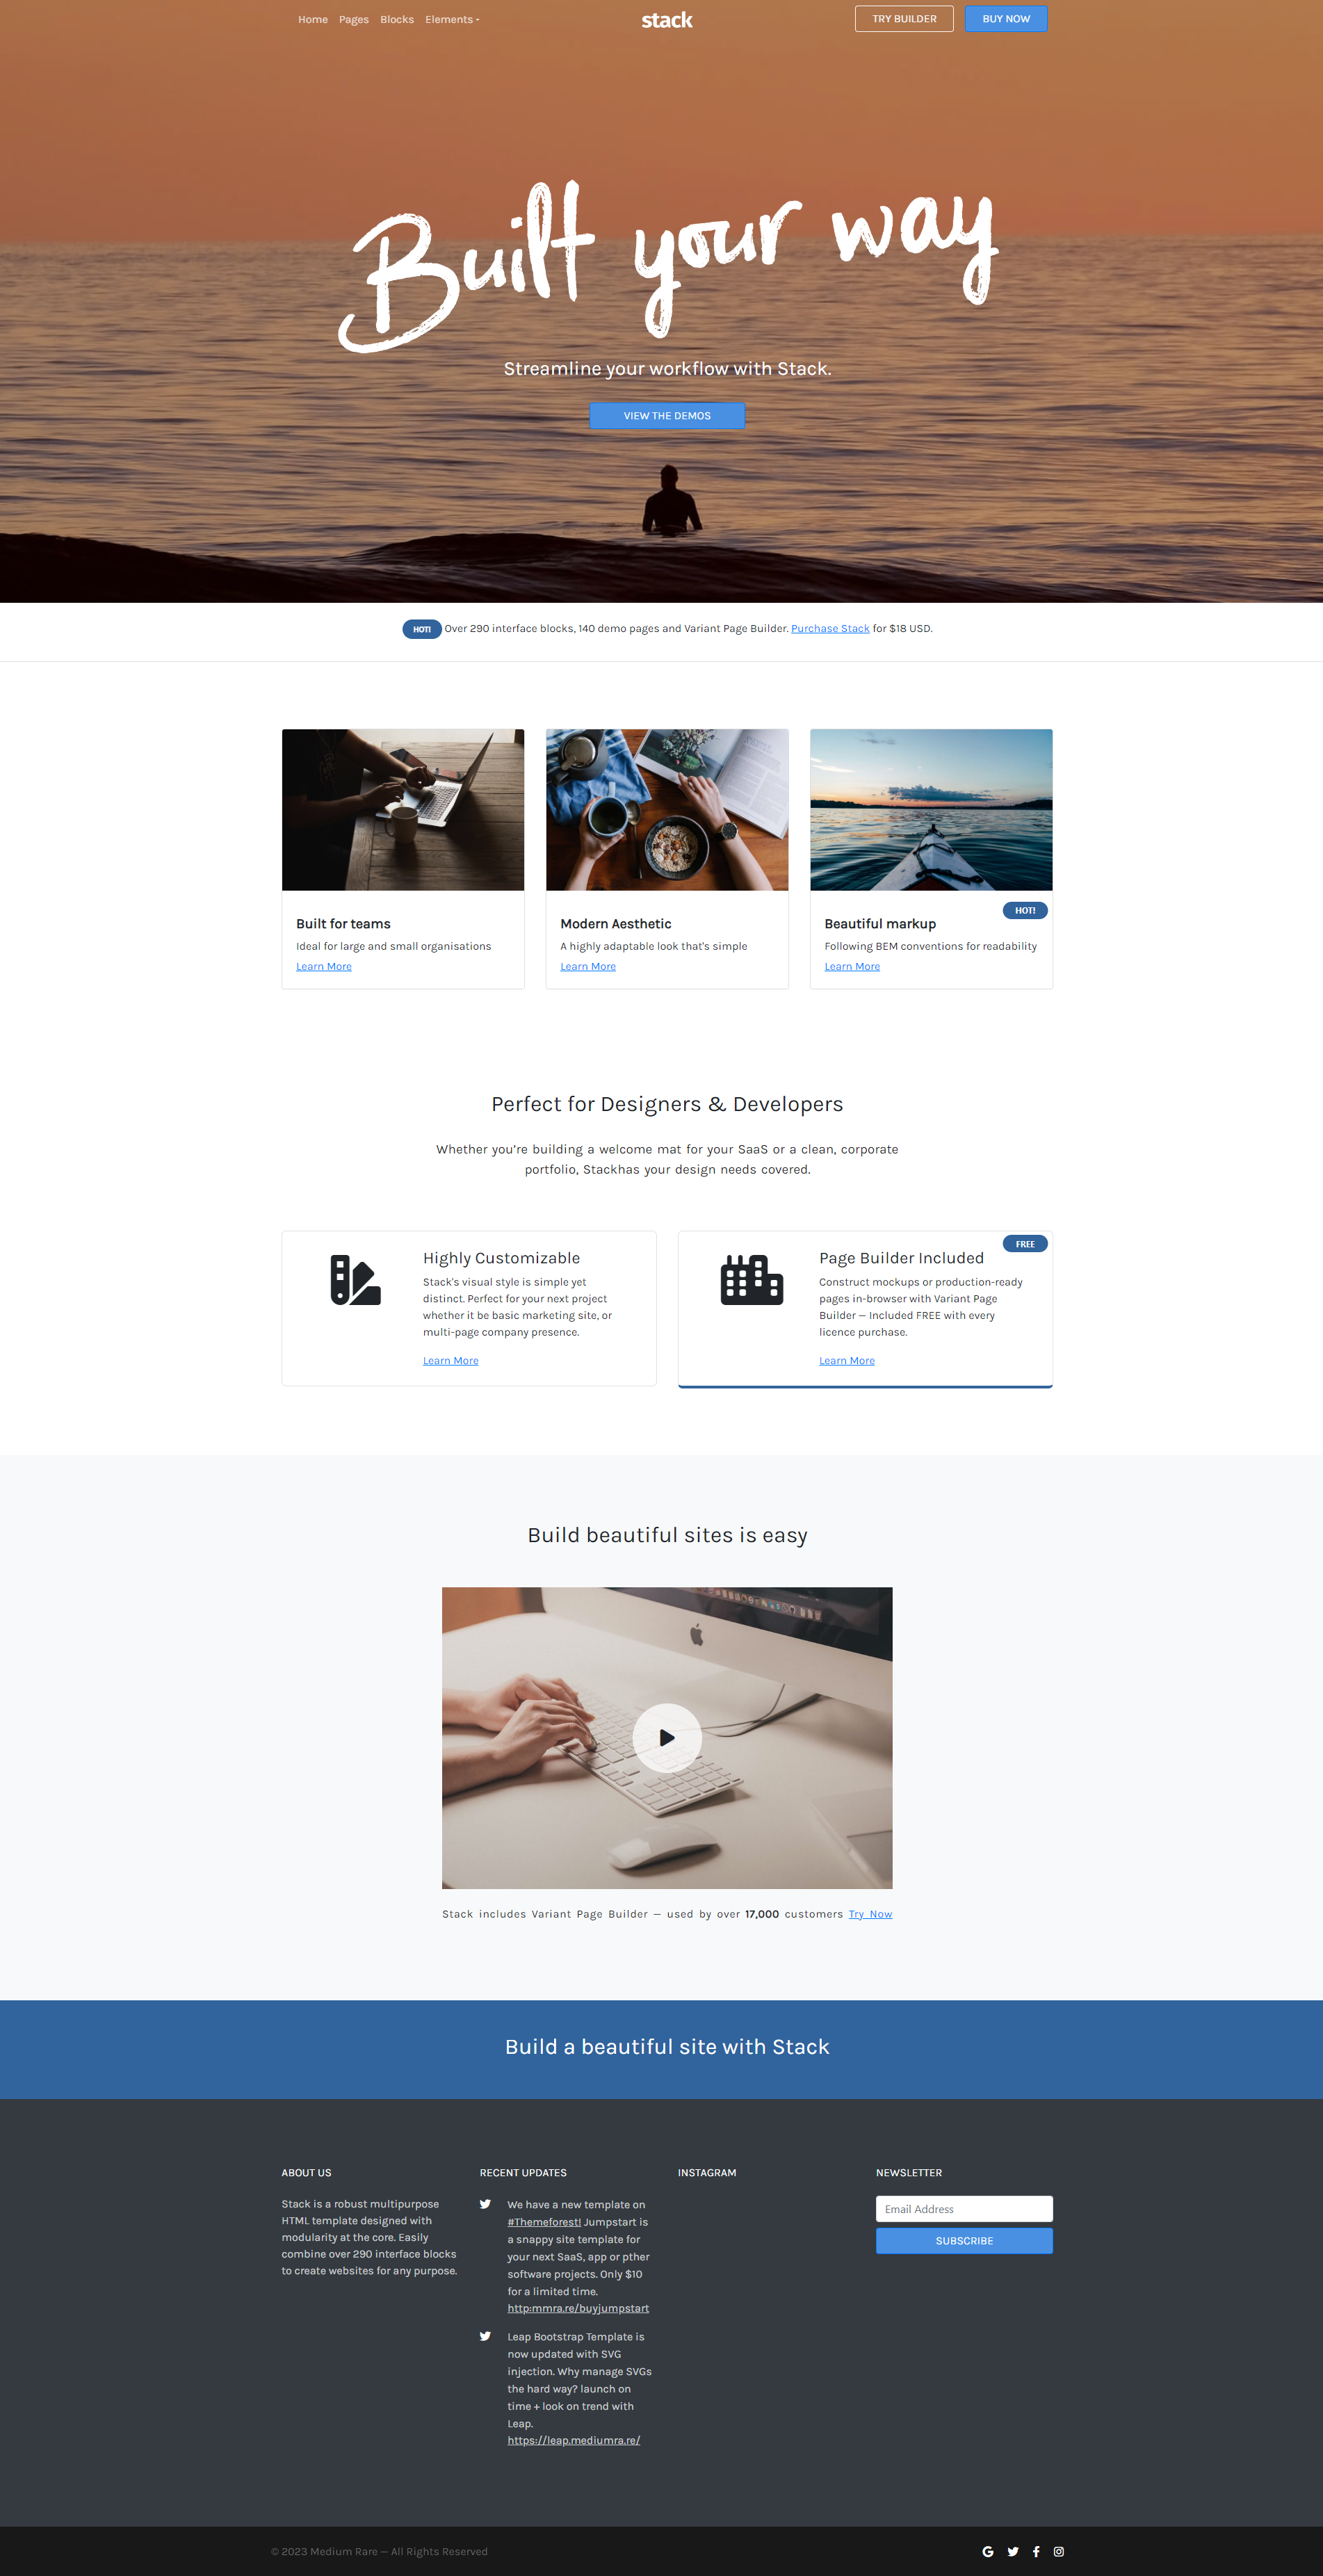 Home Pages Blocks Elements
stack
TRY BUILDER
BUY NOW
Built your way
Streamline your workflow with Stack.
VIEW THE DEMOS
HOT! Over 290 interface blocks, 140 demo pages and Variant Page Builder. Purchase Stack for $18 USD.
Built for teams
Ideal for large and small organisations
Learn More
Modern Aesthetic
A highly adaptable look that's simple
Learn More
HOT!
Beautiful markup
Following BEM conventions for readability
Learn More
Perfect for Designers & Developers
Whether you’re building a welcome mat for your SaaS or a clean, corporate
portfolio, Stackhas your design needs covered.
Highly Customizable
Stack's visual style is simple yet
distinct. Perfect for your next project
whether it be basic marketing site, or
multi-page company presence.
Learn More
FREE
Page Builder Included
Construct mockups or production-ready
pages in-browser with Variant Page
Builder — Included FREE with every
licence purchase.
Learn More
Build beautiful sites is easy
Stack includes Variant Page Builder — used by over 17,000 customers Try Now
Build a beautiful site with Stack
ABOUT US
Stack is a robust multipurpose
HTML template designed with
modularity at the core. Easily
combine over 290 interface blocks
to create websites for any purpose.
RECENT UPDATES
We have a new template on
#Themeforest! Jumpstart is
a snappy site template for
your next SaaS, app or pther
software projects. Only $10
for a limited time.
http:mmra.re/buyjumpstart
Leap Bootstrap Template is
now updated with SVG
injection. Why manage SVGs
the hard way? launch on
time + look on trend with
Leap.
https://leap.mediumra.re/
INSTAGRAM
NEWSLETTER
Email Address
SUBSCRIBE
© 2023 Medium Rare — All Rights Reserved